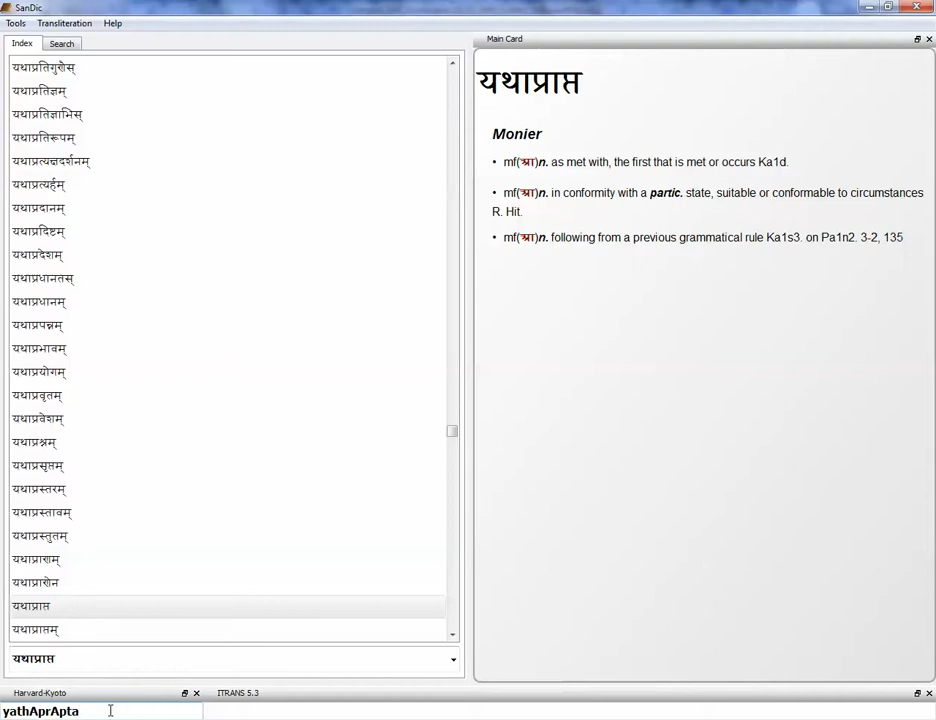 SanDic
Tools Transliteration Help
Index Search
यथाप्रतिगुणैस्
यथाप्रतिज्ञम्
यथाप्रतिज्ञाभिस्
यथाप्रतिरूपम्
यथाप्रत्यक्षदर्शनम्
यथाप्रत्यर्हम्
यथाप्रदानम्
यथाप्रदिष्टम्
यथाप्रदेशम्
यथाप्रधानतस्
यथाप्रधानम्
यथाप्रपन्नम्
यथाप्रभावम्
यथाप्रयोगम्
यथाप्रवृतम्
यथाप्रवेशम्
यथाप्रश्नम्
यथाप्रसृप्तम्
यथाप्रस्तरम्
यथाप्रस्तावम्
यथाप्रस्तुतम्
यथाप्राणम्
यथाप्राणेन
यथाप्राप्त
यथाप्राप्तम्
यथाप्राप्त
Harvard-Kyoto
yathAprApta
Main Card
यथाप्राप्त
Monier
• mf(आ)n. as met with, the first that is met or occurs Ka1d.
• mf(आ)n. in conformity with a partic. state, suitable or conformable to circumstances
R. Hit.
• mf(आ)n. following from a previous grammatical rule Ka1s3. on Pa1n2. 3-2, 135
ITRANS 5.3